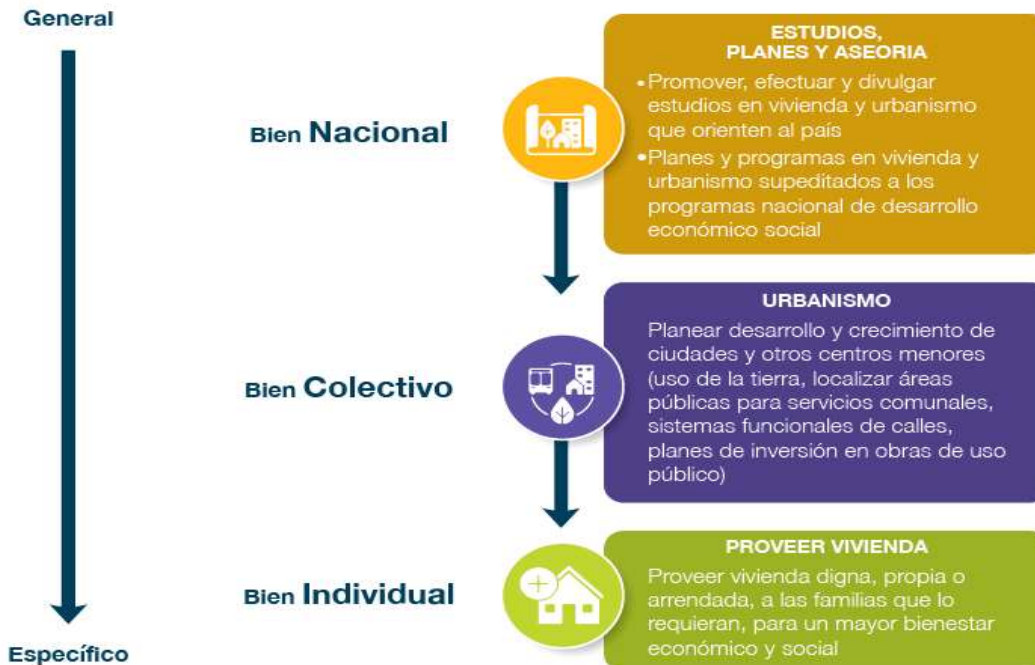 General
Bien Nacional
ESTUDIOS,
PLANES Y ASEORIA
•Promover, efectuar y divulgar
estudios en vivienda y urbanismo
que orienten al país
•Planes y programas en vivienda y
urbanismo supeditados a los
programas nacional de desarrollo
económico social
Bien Colectivo
URBANISMO
Planear desarrollo y crecimiento de
ciudades y otros centros menores
(uso de la tierra, localizar áreas
públicas para servicios comunales,
sistemas funcionales de calles,
planes de inversión en obras de uso
público)
Bien Individual
PROVEER VIVIENDA
Proveer vivienda digna, propia o
arrendada, a las familias que lo
requieran, para un mayor bienestar
económico y social
Específico